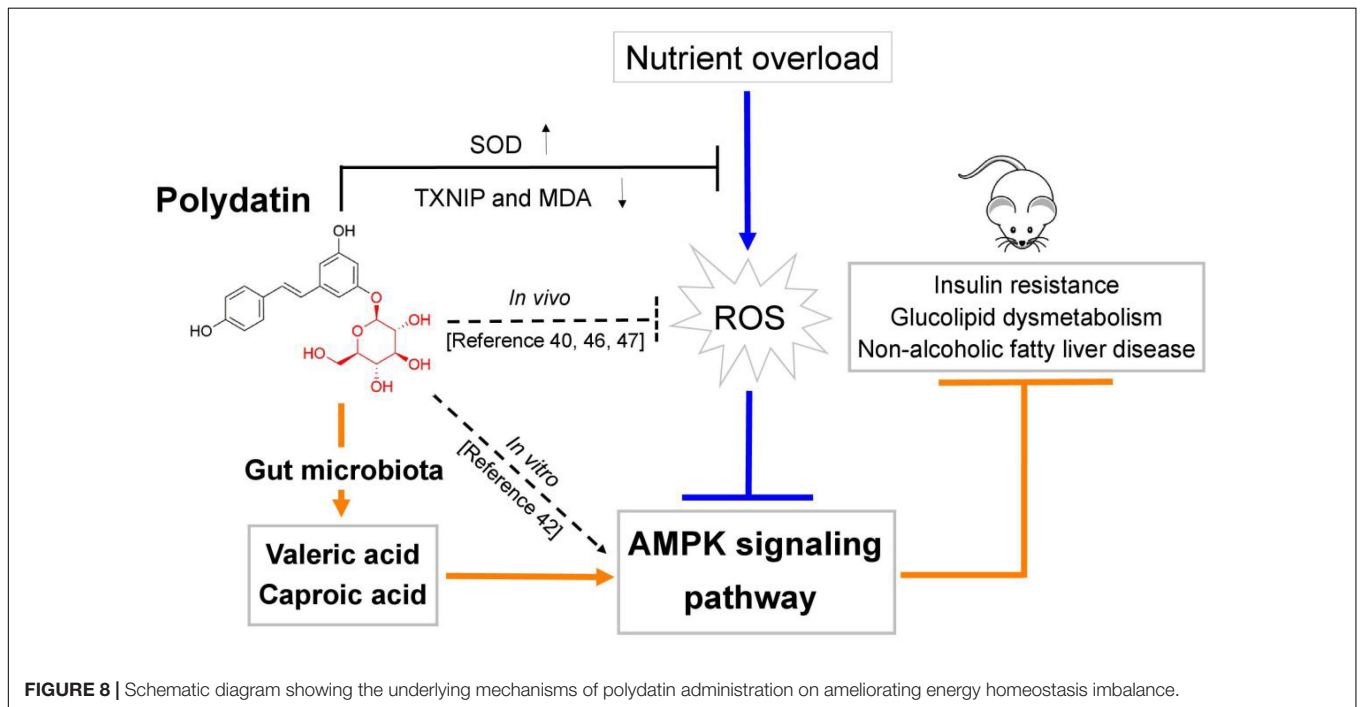 Nutrient overload
SOD ↑
TXNIP and MDA ↓
Polydatin
OH
HO
O
O
OH
HO
OH
OH
In vivo
[Reference 40, 46, 47]
ROS
Insulin resistance
Glucolipid dysmetabolism
Non-alcoholic fatty liver disease
In vitro
[Reference 42]
Gut microbiota
Valeric acid
Caproic acid
AMPK signaling
pathway
FIGURE 8 | Schematic diagram showing the underlying mechanisms of polydatin administration on ameliorating energy homeostasis imbalance.